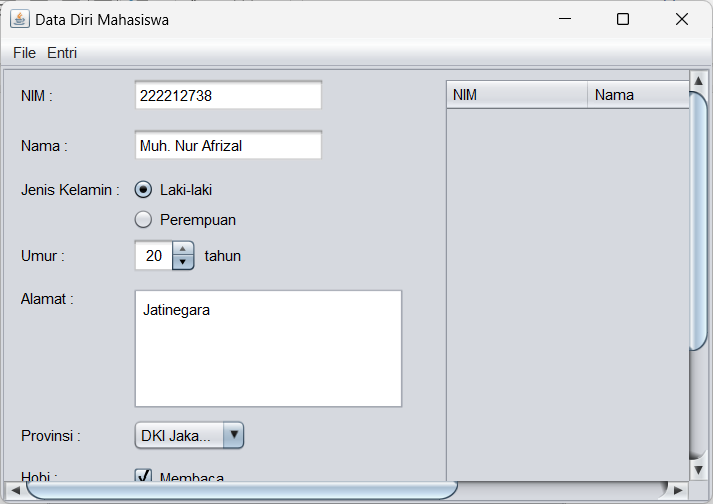 Data Diri Mahasiswa
File Entri
NIM : 222212738
NIM Nama
Nama : Muh. Nur Afrizal
Jenis Kelamin : Laki-laki
Perempuan
Umur : 20 tahun
Alamat : Jatinegara
Provinsi : DKI Jaka...
Hobi : Membaca